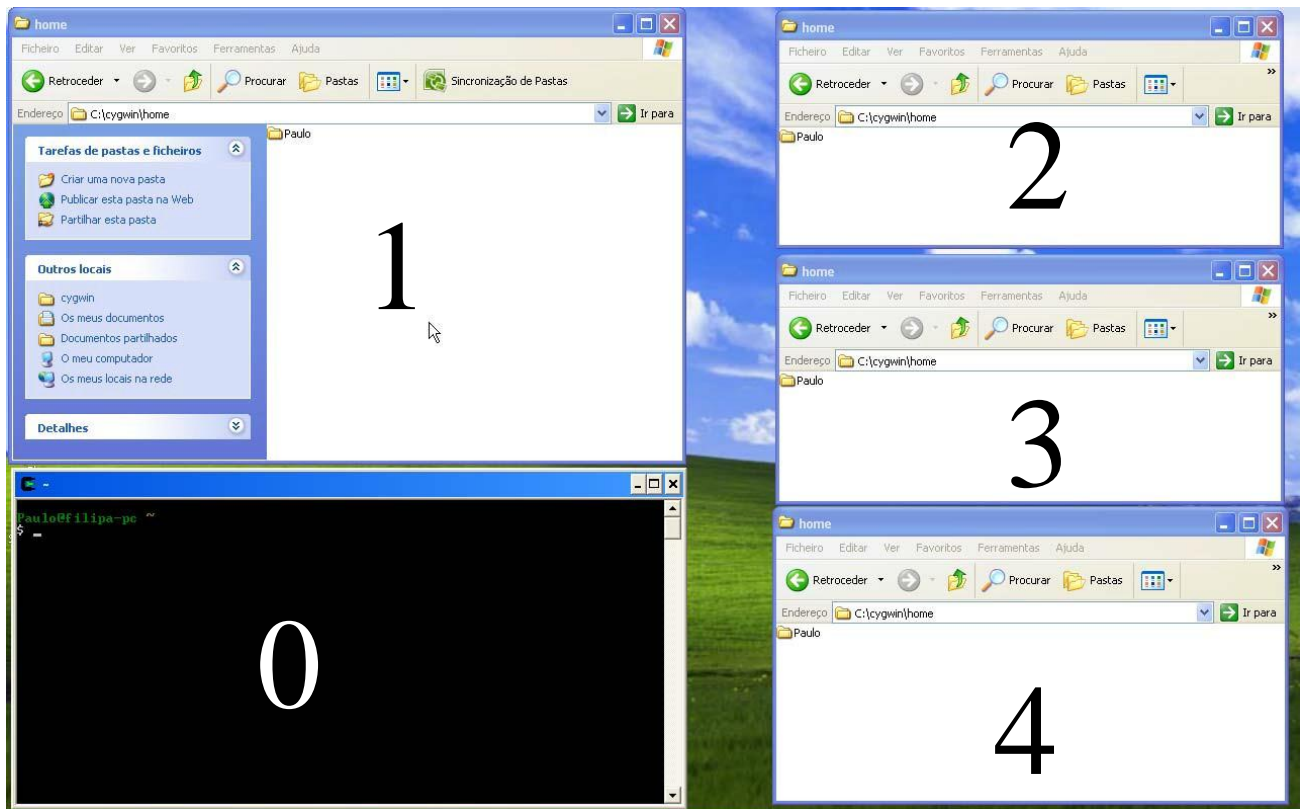 home
Ficheiro Editar Ver Favoritos Ferramentas Ajuda
Retroceder Procurar Pastas Sincronização de Pastas
Endereço C:\cygwin\home Ir para
Tarefas de pastas e ficheiros
Criar uma nova pasta
Publicar esta pasta na Web
Partilhar esta pasta
Outros locais
cygwin
Os meus documentos
Documentos partilhados
O meu computador
Os meus locais na rede
Detalhes
Paulo
1
-
Paulo@filipa-pc ~
$ _
0
home
Ficheiro Editar Ver Favoritos Ferramentas Ajuda
Retroceder Procurar Pastas »
Endereço C:\cygwin\home Ir para
Paulo
2
home
Ficheiro Editar Ver Favoritos Ferramentas Ajuda
Retroceder Procurar Pastas »
Endereço C:\cygwin\home Ir para
Paulo
3
home
Ficheiro Editar Ver Favoritos Ferramentas Ajuda
Retroceder Procurar Pastas »
Endereço C:\cygwin\home Ir para
Paulo
4